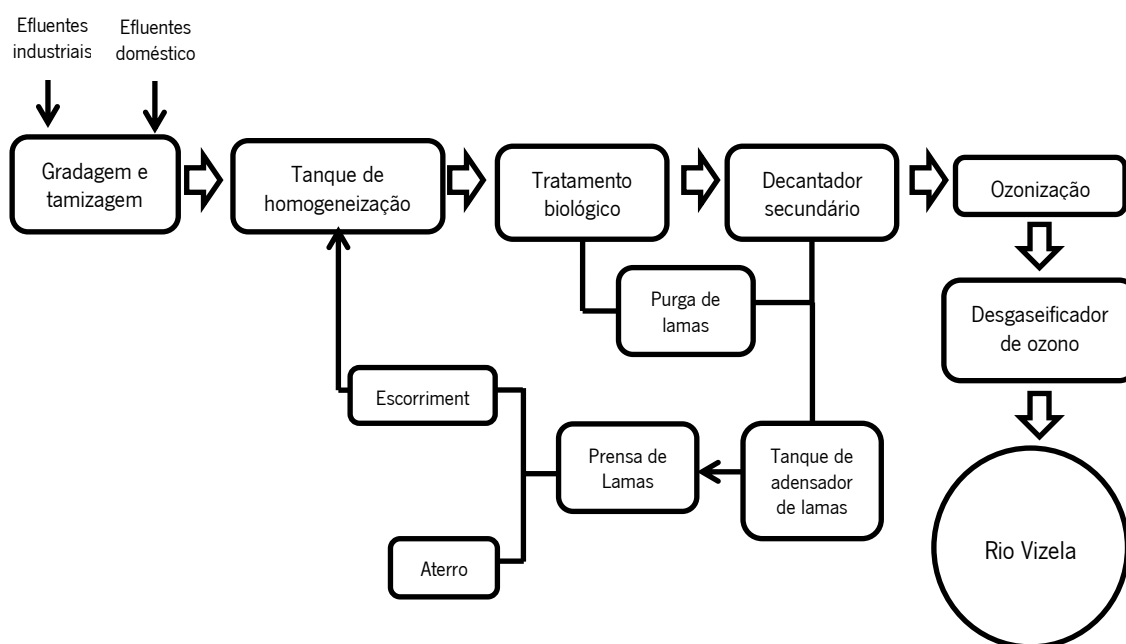 Efluentes
industriais
Efluentes
doméstico
Gradagem e
tamizagem
Tanque de
homogeneização
Tratamento
biológico
Decantador
secundário
Ozonização
Purga de
lamas
Desgaseificador
de ozono
Escorriment
Prensa de
Lamas
Tanque de
adensador
de lamas
Aterro
Rio Vizela